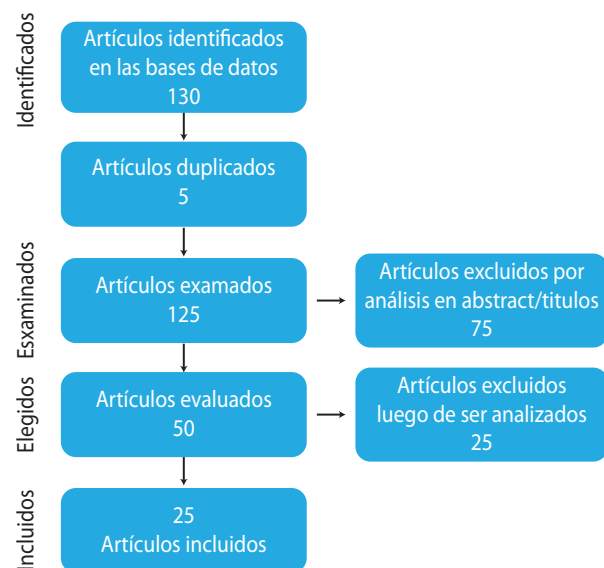 Identificados
Artículos identificados
en las bases de datos
130
Artículos duplicados
5
Esxaminados
Artículos examados
125
Artículos excluidos por
análisis en abstract/titulos
75
Elegidos
Artículos evaluados
50
Artículos excluidos
luego de ser analizados
25
Incluidos
25
Artículos incluidos